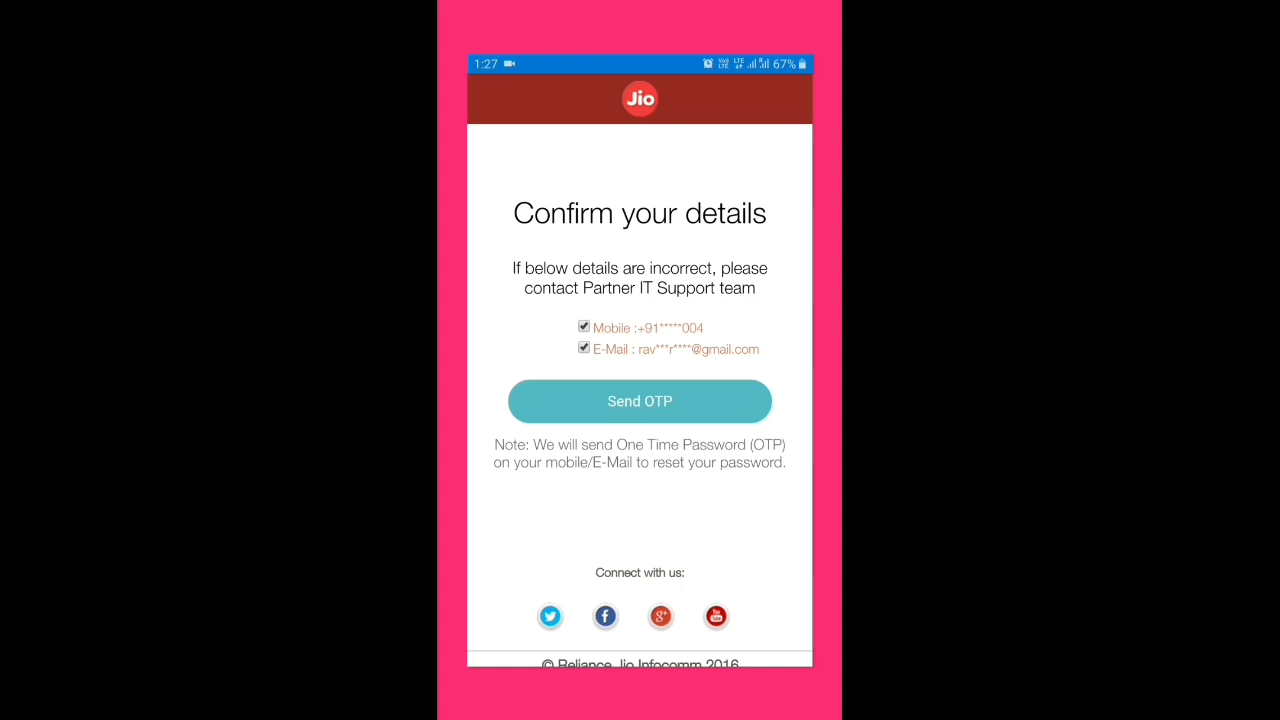 1:27 67%
Jio
Confirm your details
If below details are incorrect, please
contact Partner IT Support team
Mobile :+91*****004
E-Mail : rav***r****@gmail.com
Send OTP
Note: We will send One Time Password (OTP)
on your mobile/E-Mail to reset your password.
Connect with us:
© Reliance Jio Infocomm 2016